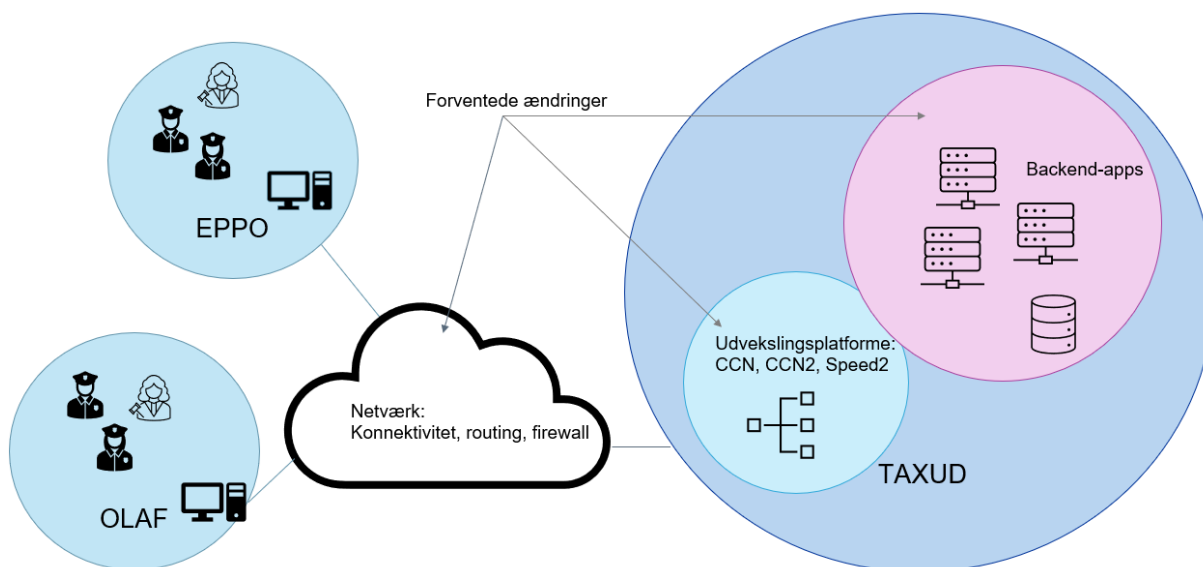 Forventede ændringer
EPPO
Backend-apps
Udvekslingsplatforme:
CCN, CCN2, Speed2
Netværk:
Konnektivitet, routing, firewall
TAXUD
OLAF